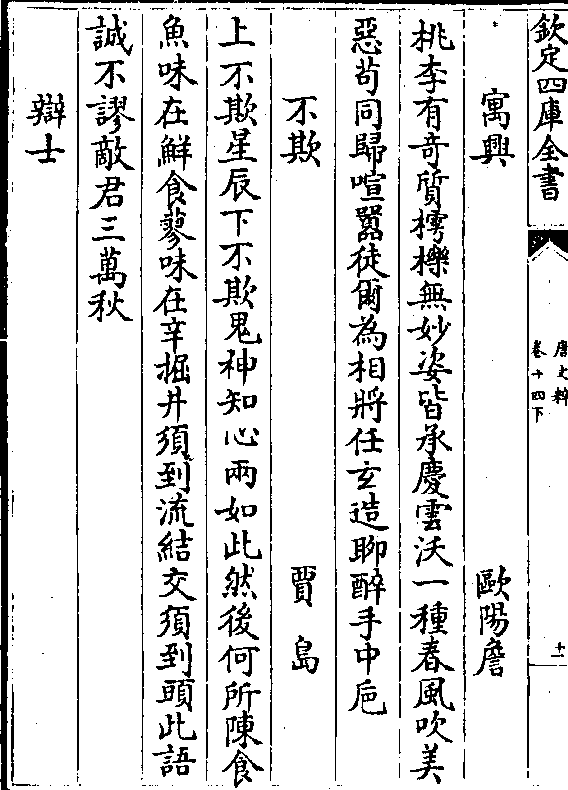 欽定四庫全書
唐文粹
卷十四下
十一
寓興 歐陽詹
桃李有奇質樗櫟無妙姿皆承慶雲沃一種春風吹美
惡苟同歸喧囂徒爾為相將任玄造聊醉手中巵
不欺 賈島
上不欺星辰下不欺鬼神知心兩如此然後何所陳食
魚味在鮮食蓼味在辛掘井須到流結交須到頭此語
誠不謬敵君三萬秋
辯士